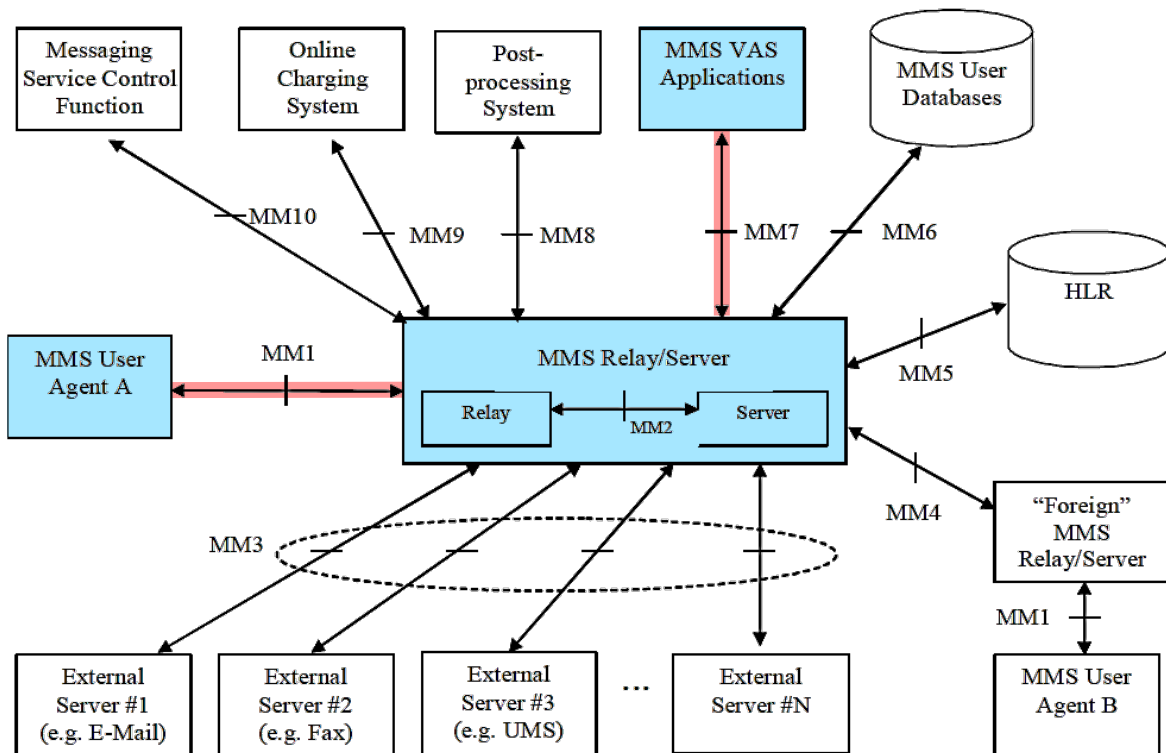 Messaging
Service Control
Function
Online
Charging
System
Post-
processing
System
MMS VAS
Applications
MMS User
Databases
MM10
MM9
MM8
MM7
MM6
HLR
MMS User
Agent A
MM1
MMS Relay/Server
Relay
MM2
Server
MM5
MM4
“Foreign”
MMS
Relay/Server
MM3
MM1
External
Server #1
(e.g. E-Mail)
External
Server #2
(e.g. Fax)
External
Server #3
(e.g. UMS)
...
External
Server #N
MMS User
Agent B